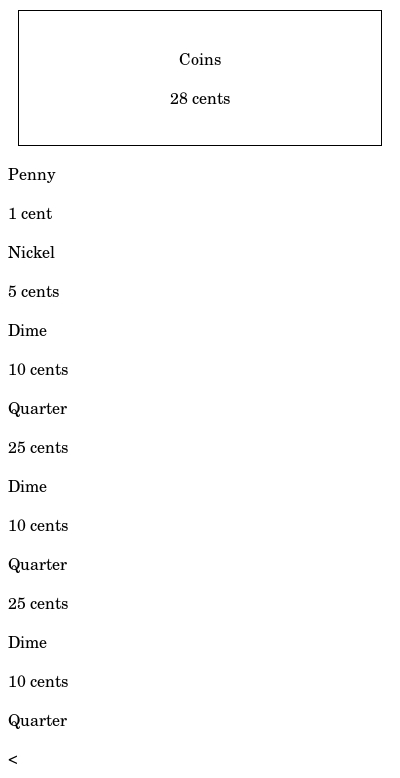 Coins
28 cents
Penny
1 cent
Nickel
5 cents
Dime
10 cents
Quarter
25 cents
Dime
10 cents
Quarter
25 cents
Dime
10 cents
Quarter
<